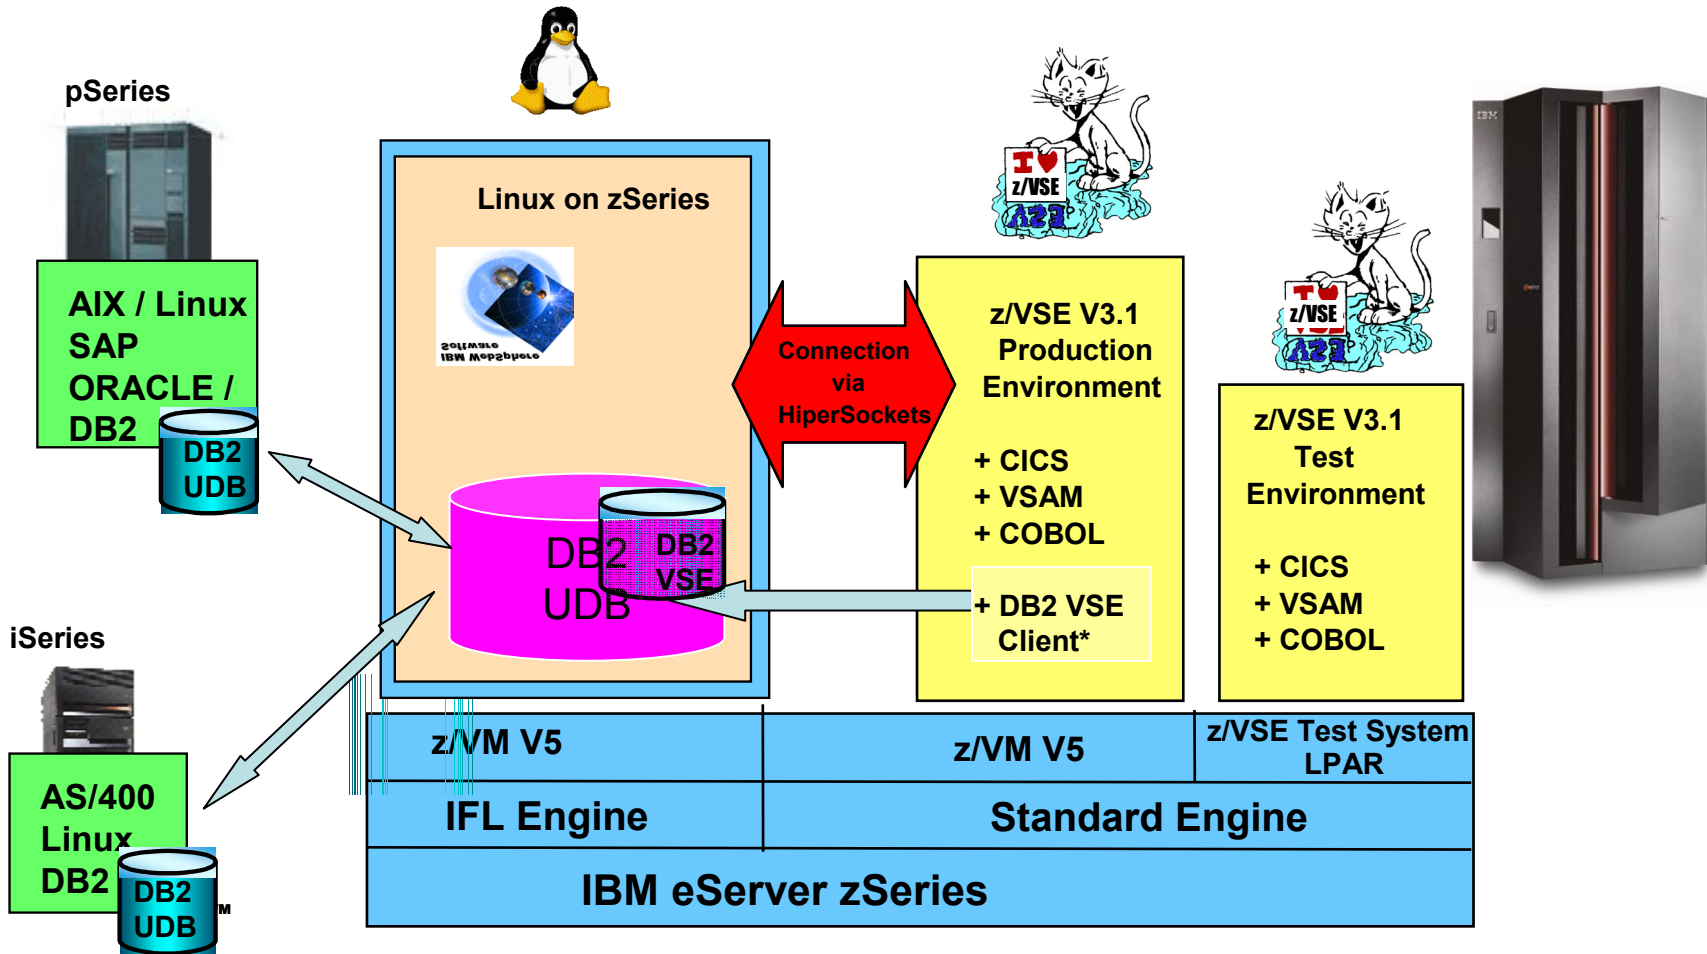 pSeries
AIX / Linux
SAP
ORACLE /
DB2
DB2
UDB
iSeries
AS/400
Linux
DB2
DB2
UDB
TM
Linux on zSeries
IBM WebSphere
Software
DB2
UDB
DB2
VSE
Connection
via
HiperSockets
I ♥
z/VSE
VSE
z/VSE V3.1
Production
Environment
+ CICS
+ VSAM
+ COBOL
+ DB2 VSE
Client*
I ♥
z/VSE
VSE
z/VSE V3.1
Test
Environment
+ CICS
+ VSAM
+ COBOL
IBM
z/VM V5
z/VM V5
z/VSE Test System
LPAR
IFL Engine
Standard Engine
IBM eServer zSeries